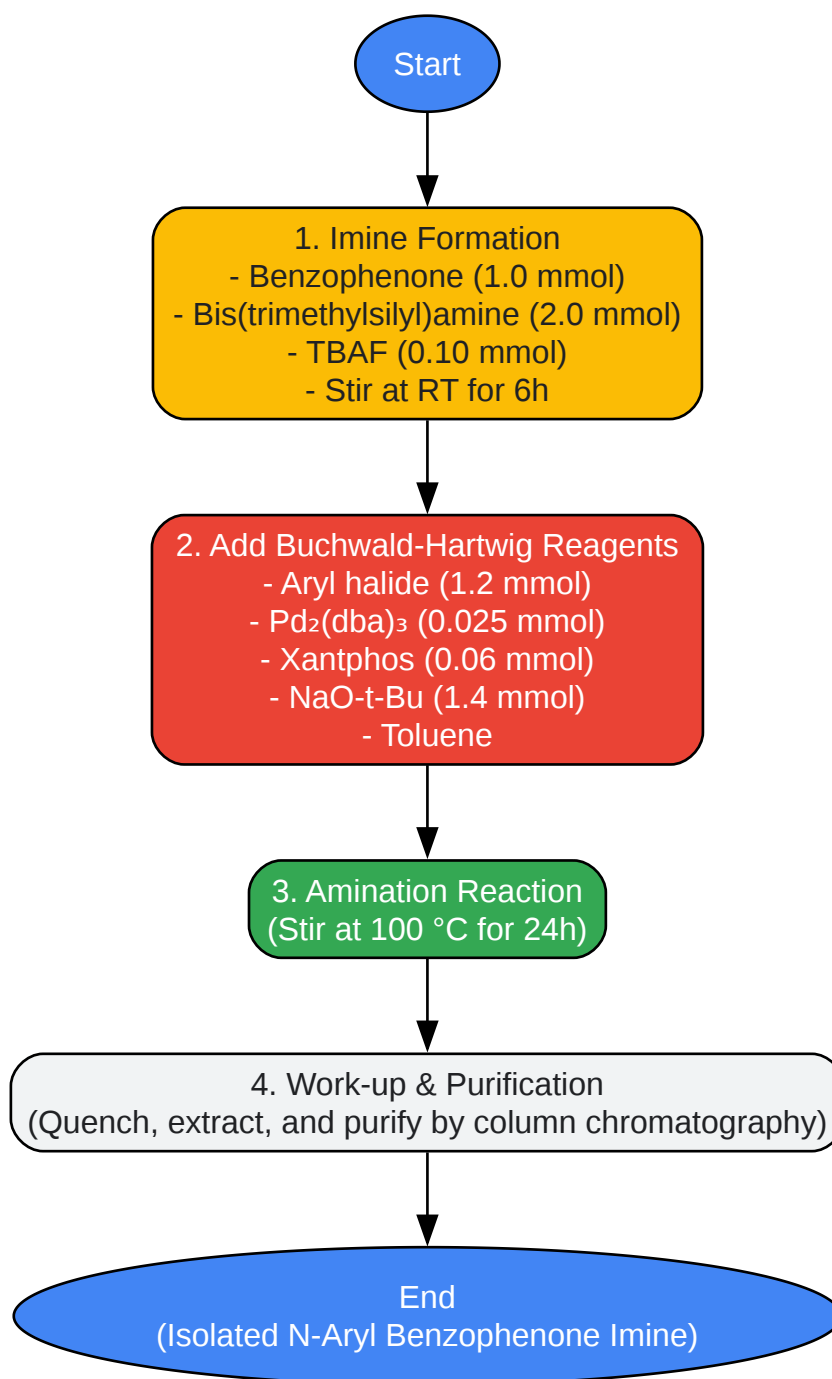 Start
1. Imine Formation
- Benzophenone (1.0 mmol)
- Bis(trimethylsilyl)amine (2.0 mmol)
- TBAF (0.10 mmol)
- Stir at RT for 6h
2. Add Buchwald-Hartwig Reagents
- Aryl halide (1.2 mmol)
- Pd₂(dba)₃ (0.025 mmol)
- Xantphos (0.06 mmol)
- NaO-t-Bu (1.4 mmol)
- Toluene
3. Amination Reaction
(Stir at 100 °C for 24h)
4. Work-up & Purification
(Quench, extract, and purify by column chromatography)
End
(Isolated N-Aryl Benzophenone Imine)